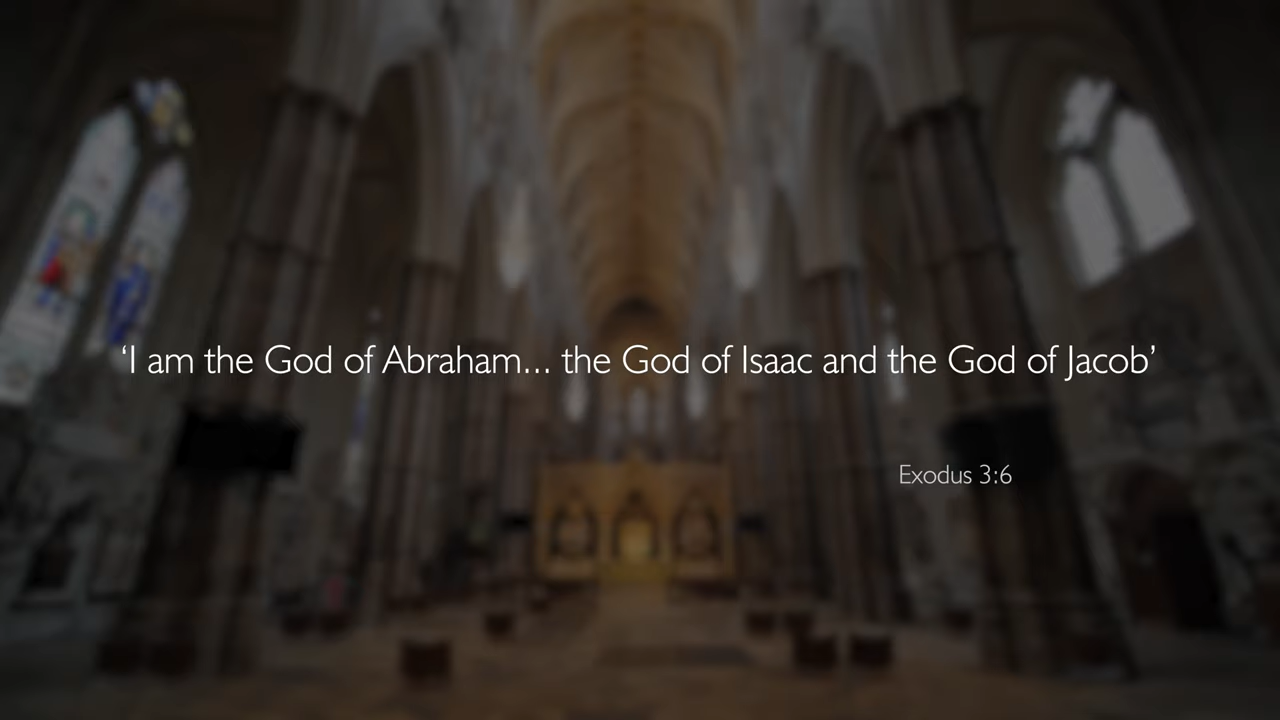 ‘I am the God of Abraham... the God of Isaac and the God of Jacob’
Exodus 3:6